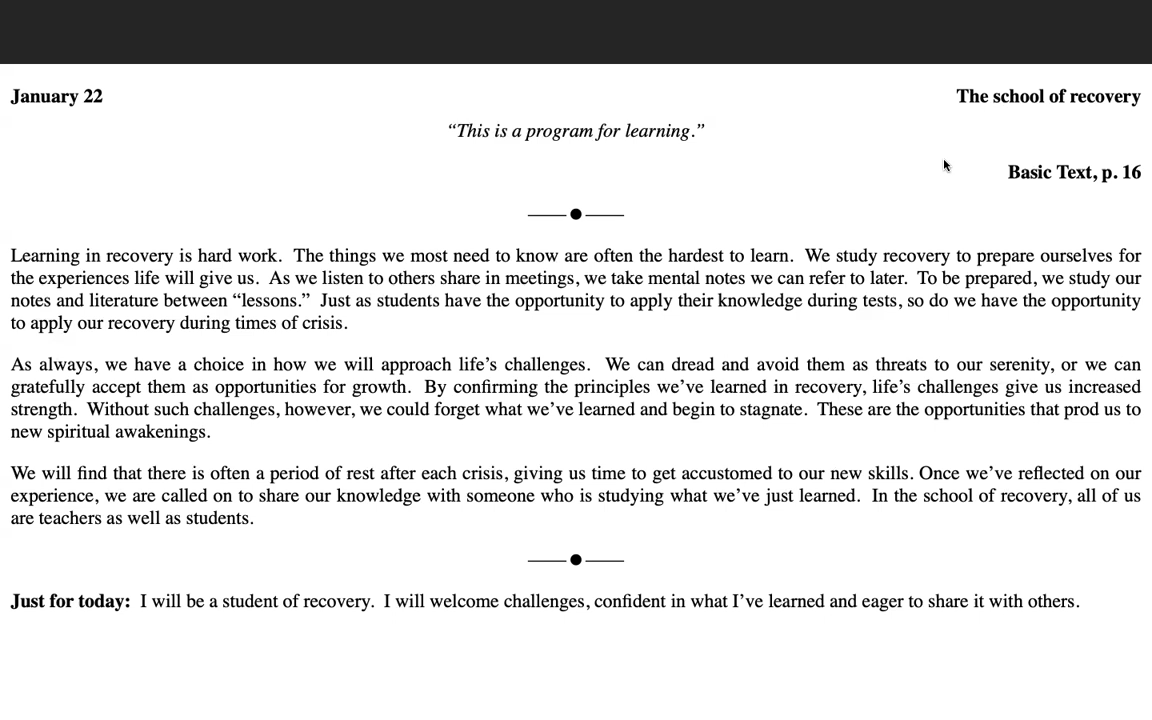 January 22
The school of recovery
“This is a program for learning.”
Basic Text, p. 16
Learning in recovery is hard work. The things we most need to know are often the hardest to learn. We study recovery to prepare ourselves for
the experiences life will give us. As we listen to others share in meetings, we take mental notes we can refer to later. To be prepared, we study our
notes and literature between “lessons.” Just as students have the opportunity to apply their knowledge during tests, so do we have the opportunity
to apply our recovery during times of crisis.
As always, we have a choice in how we will approach life’s challenges. We can dread and avoid them as threats to our serenity, or we can
gratefully accept them as opportunities for growth. By confirming the principles we’ve learned in recovery, life’s challenges give us increased
strength. Without such challenges, however, we could forget what we’ve learned and begin to stagnate. These are the opportunities that prod us to
new spiritual awakenings.
We will find that there is often a period of rest after each crisis, giving us time to get accustomed to our new skills. Once we’ve reflected on our
experience, we are called on to share our knowledge with someone who is studying what we’ve just learned. In the school of recovery, all of us
are teachers as well as students.
Just for today: I will be a student of recovery. I will welcome challenges, confident in what I’ve learned and eager to share it with others.